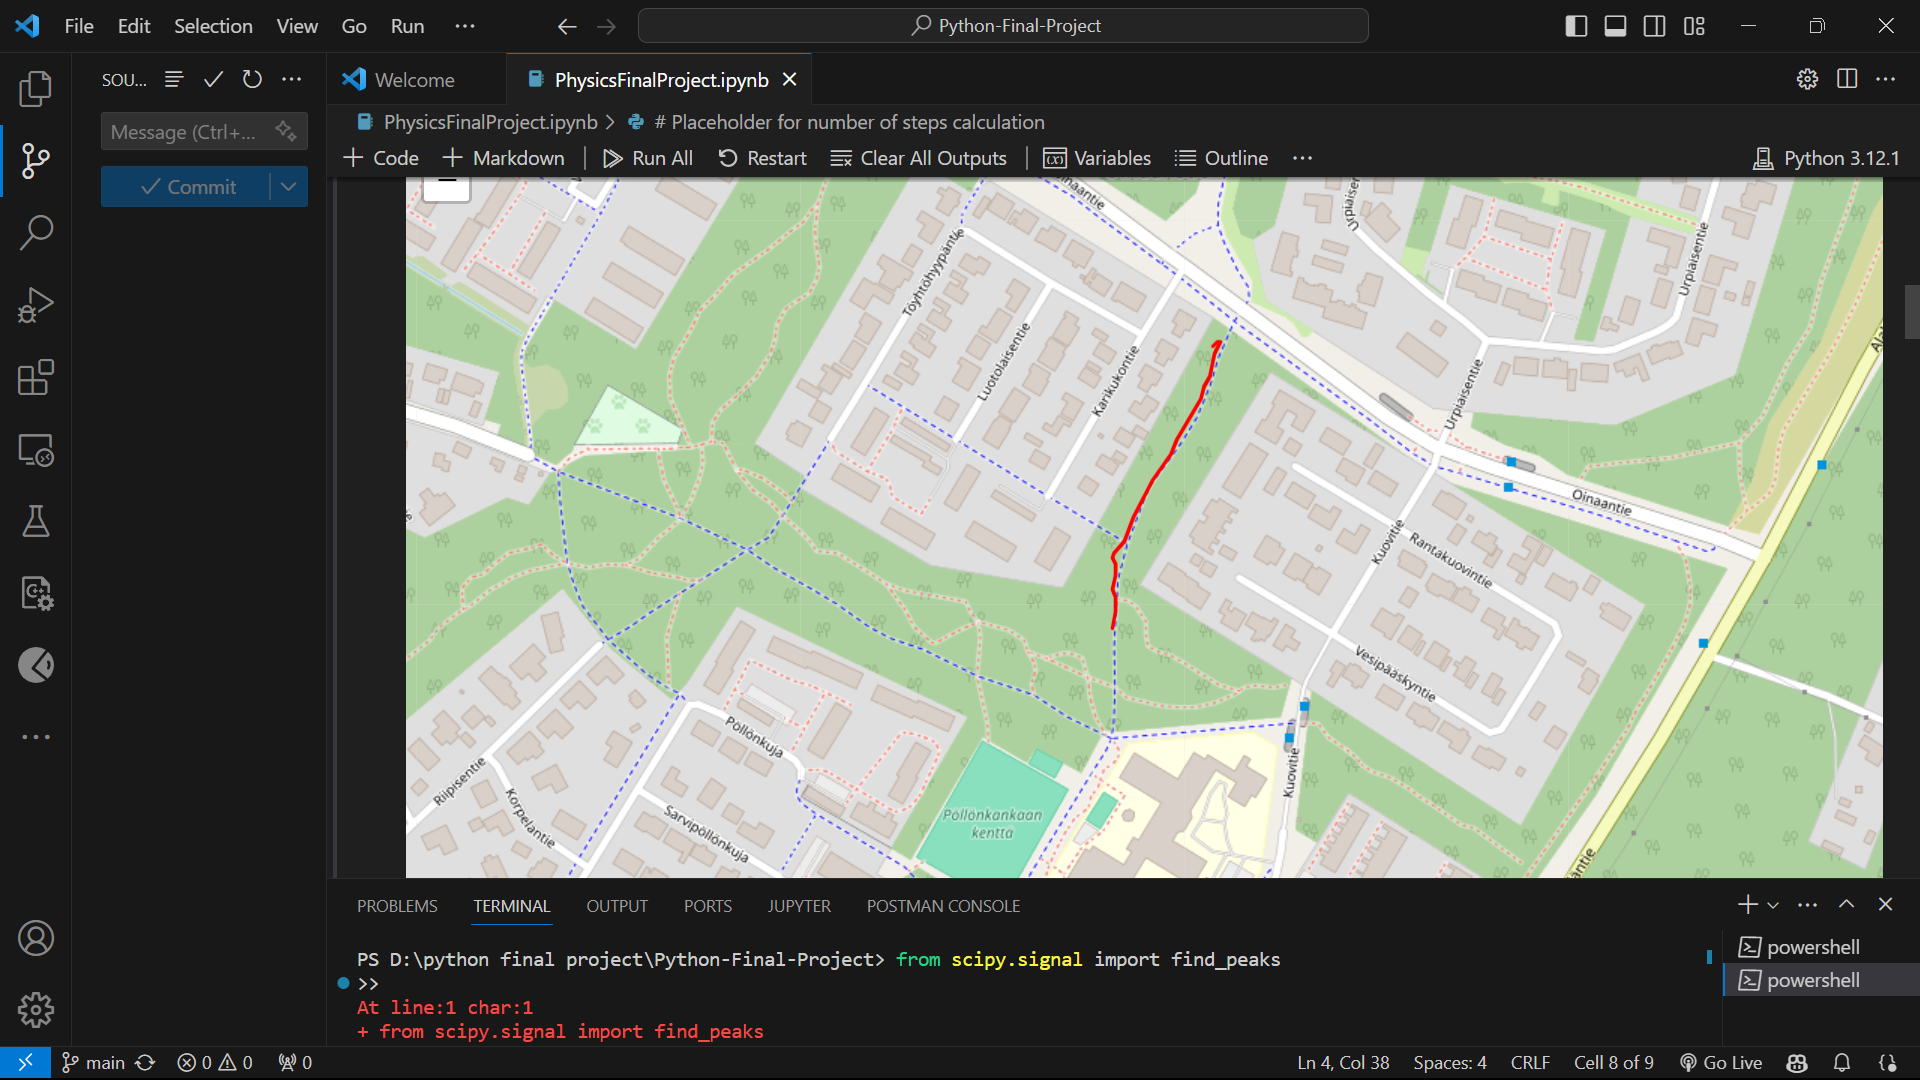 File Edit Selection View Go Run ···
Python-Final-Project
SOU...
Message (Ctrl+...
Commit
Welcome
PhysicsFinalProject.ipynb
PhysicsFinalProject.ipynb > # Placeholder for number of steps calculation
+ Code + Markdown Run All Restart Clear All Outputs Variables Outline ···
Python 3.12.1
Oinaantie
Urpiaisentie
Töyhtöhyypäntie
Urpiaisentie
Luotolaisentie
Karikukontie
Urpiaisentie
Oinaantie
Kuovitie
Rantakuovintie
Vesipääskyntie
Pöllönkuja
Kuovitie
Riipisentie
Korpelantie
Sarvipöllönkuja
Pöllönkankaan
kenttä
PROBLEMS TERMINAL OUTPUT PORTS JUPYTER POSTMAN CONSOLE
PS D:\python final project\Python-Final-Project> from scipy.signal import find_peaks
>>
At line:1 char:1
+ from scipy.signal import find_peaks
powershell
powershell
main 0 0 0
Ln 4, Col 38 Spaces: 4 CRLF Cell 8 of 9 Go Live